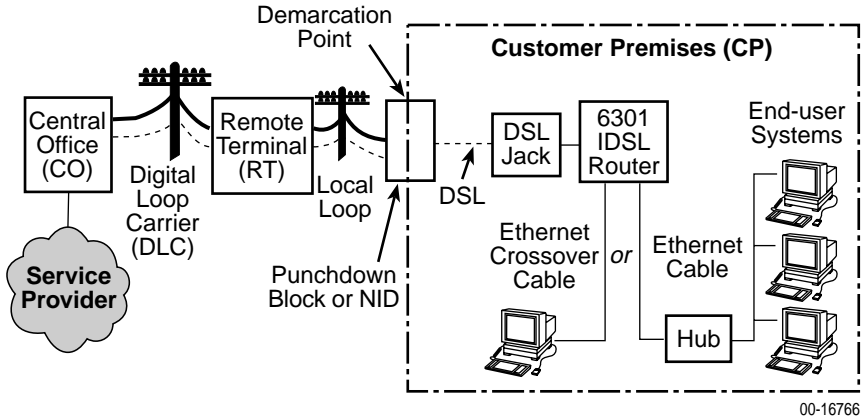 Demarcation
Point
Customer Premises (CP)
Central
Office
(CO)
Digital
Loop
Carrier
(DLC)
Remote
Terminal
(RT)
Local
Loop
DSL
DSL
Jack
6301
IDSL
Router
End-user
Systems
Service
Provider
Punchdown
Block or NID
Ethernet
Crossover
Cable
or
Ethernet
Cable
Hub
00-16766